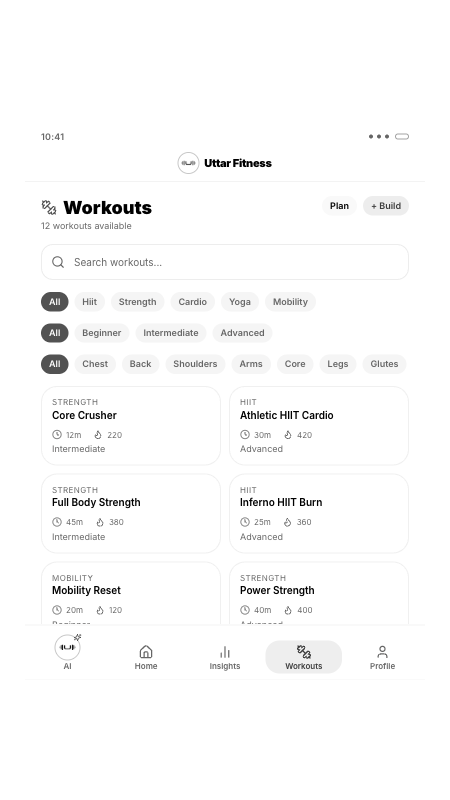 10:41
Uttar Fitness
Workouts
Plan
+ Build
12 workouts available
Search workouts...
All Hiit Strength Cardio Yoga Mobility
All Beginner Intermediate Advanced
All Chest Back Shoulders Arms Core Legs Glutes
STRENGTH
Core Crusher
12m 220
Intermediate
HIIT
Athletic HIIT Cardio
30m 420
Advanced
STRENGTH
Full Body Strength
45m 380
Intermediate
HIIT
Inferno HIIT Burn
25m 360
Advanced
MOBILITY
Mobility Reset
20m 120
Beginner
STRENGTH
Power Strength
40m 400
Advanced
AI Home Insights Workouts Profile